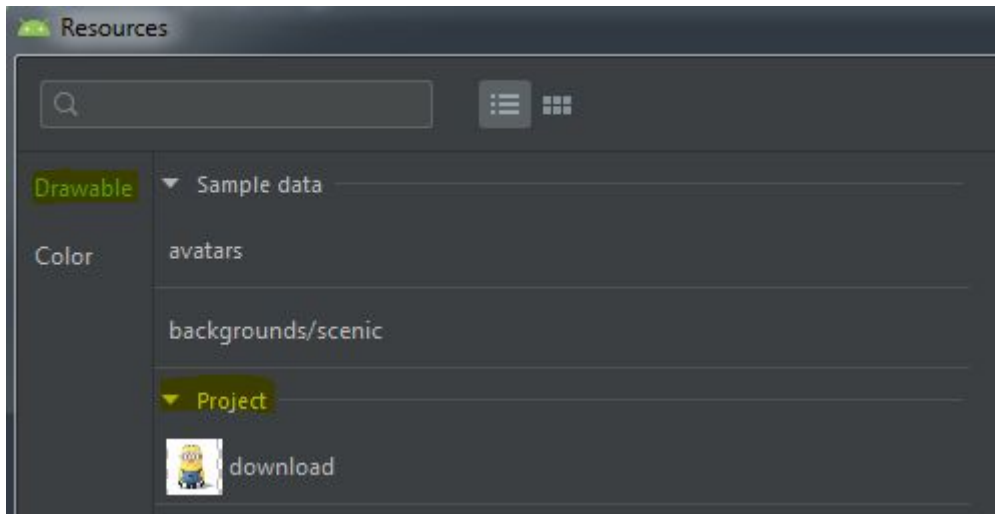 Resources
Drawable
Sample data
Color
avatars
backgrounds/scenic
Project
download